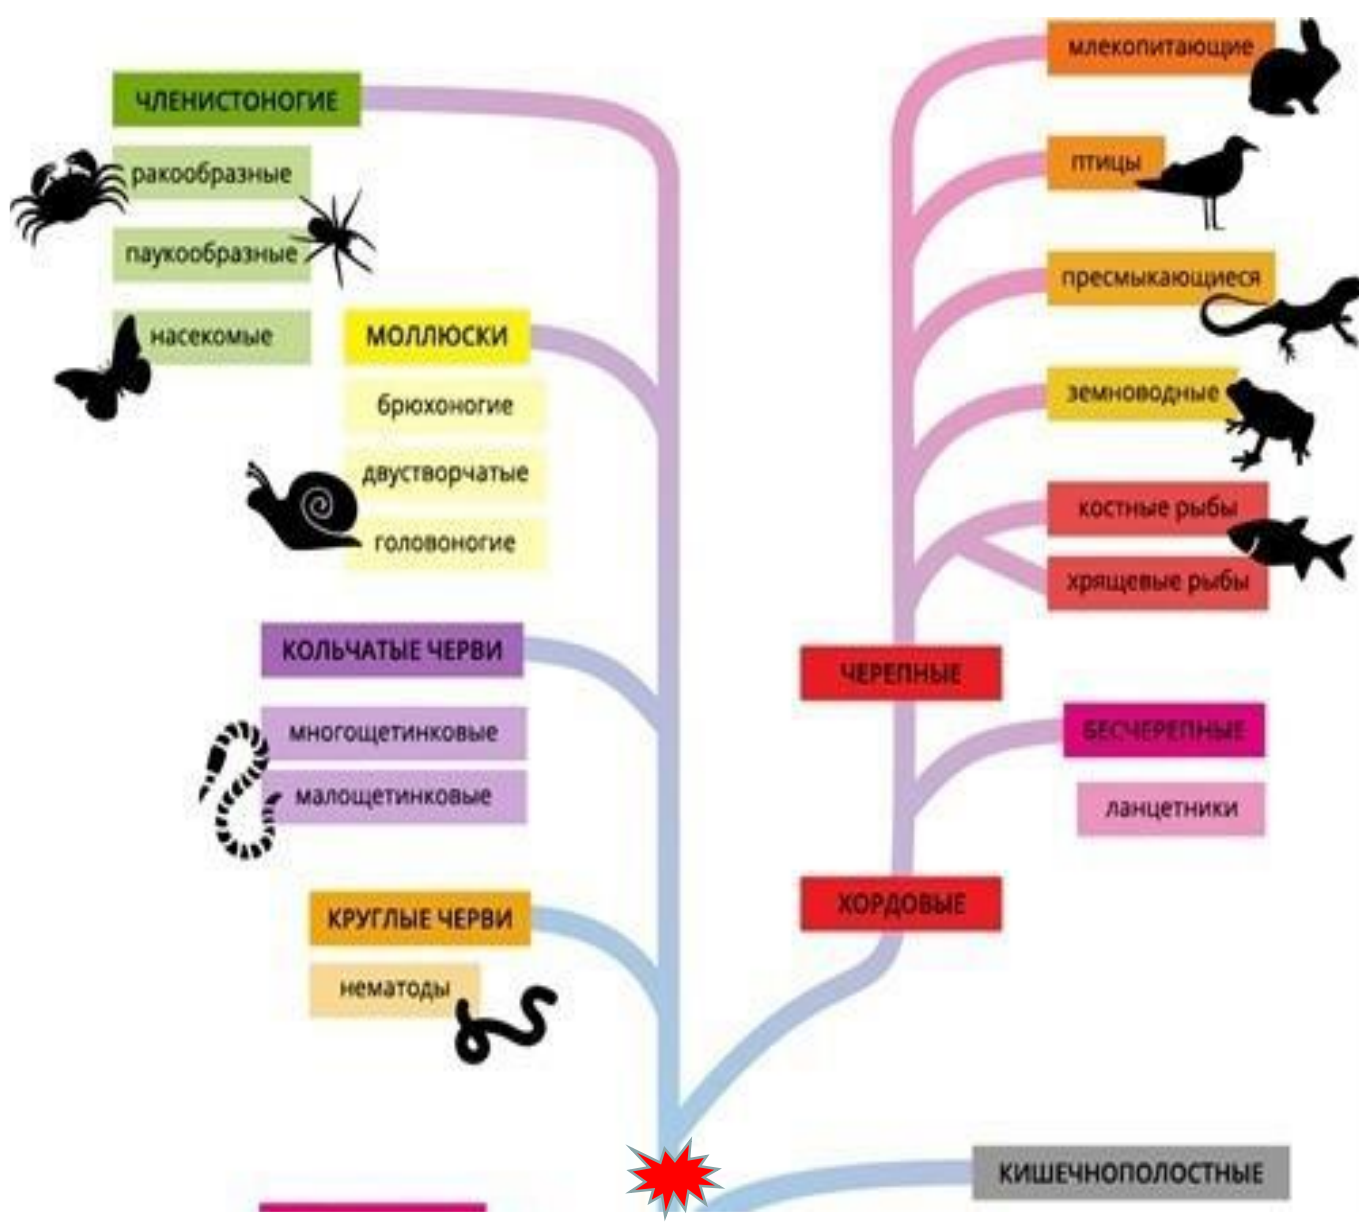 ЧЛЕНИСТОНОГИЕ
ракообразные
паукообразные
насекомые
МОЛЛЮСКИ
брюхоногие
двустворчатые
головоногие
КОЛЬЧАТЫЕ ЧЕРВИ
многощетинковые
малощетинковые
КРУГЛЫЕ ЧЕРВИ
нематоды
млекопитающие
птицы
пресмыкающиеся
земноводные
костные рыбы
хрящевые рыбы
ЧЕРЕПНЫЕ
БЕСЧЕРЕПНЫЕ
ланцетники
ХОРДОВЫЕ
КИШЕЧНОПОЛОСТНЫЕ